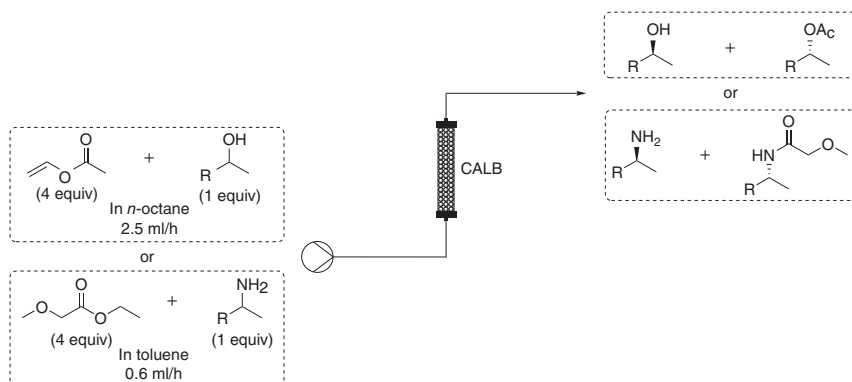 O
OH
+
O
R
(4 equiv)
(1 equiv)
In n-octane
2.5 ml/h
or
O
NH2
+
O
O
R
(4 equiv)
(1 equiv)
In toluene
0.6 ml/h
CALB
OH
OAc
+
R
R
or
NH2
O
+
HN
O
R
R